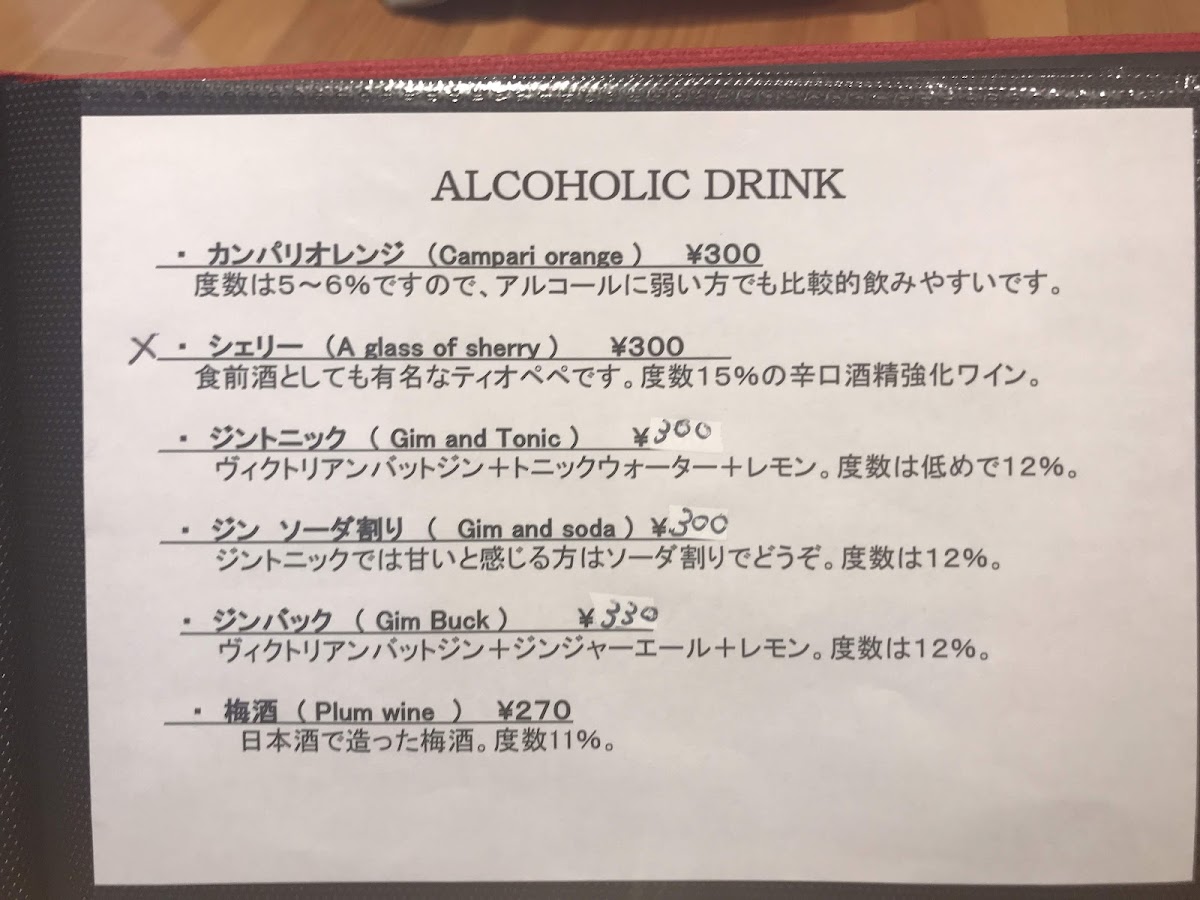 ALCOHOLIC DRINK
・ カンパリオレンジ （Campari orange ） ¥300
度数は5～6%ですので、アルコールに弱い方でも比較的飲みやすいです。
X ・ シェリー （A glass of sherry ） ¥300
食前酒としても有名なティオペペです。度数15%の辛口酒精強化ワイン。
・ ジントニック （ Gim and Tonic ） ¥300
ヴィクトリアンバットジン＋トニックウォーター＋レモン。度数は低めで12%。
・ ジン ソーダ割り （ Gim and soda ） ¥300
ジントニックでは甘いと感じる方はソーダ割りでどうぞ。度数は12%。
・ ジンバック （ Gim Buck ） ¥330
ヴィクトリアンバットジン＋ジンジャーエール＋レモン。度数は12%。
・ 梅酒 （ Plum wine ） ¥270
日本酒で造った梅酒。度数11%。